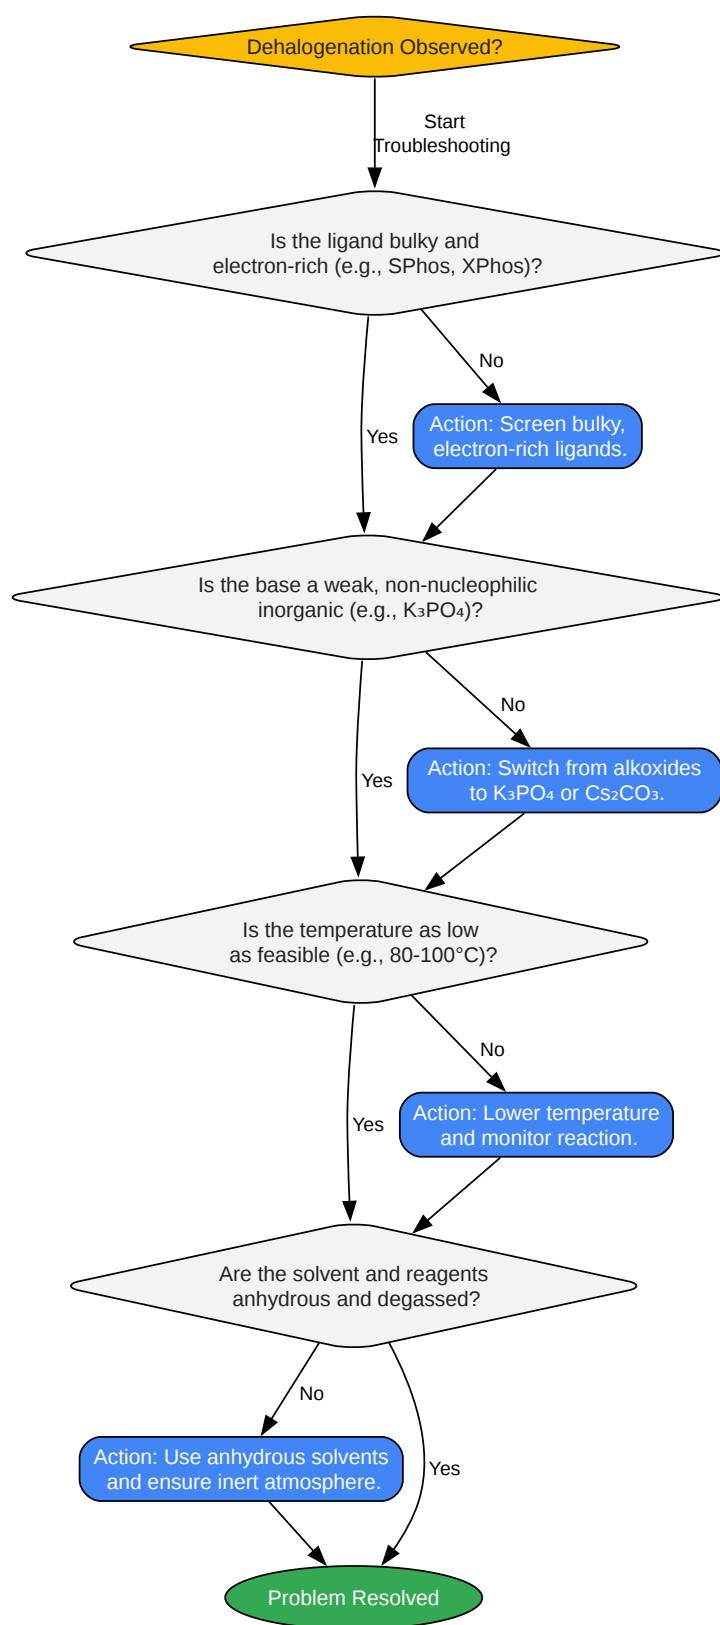 Dehalogenation Observed?
Start
Troubleshooting
Is the ligand bulky and
electron-rich (e.g., SPhos, XPhos)?
No
Yes
Action: Screen bulky,
electron-rich ligands.
Is the base a weak, non-nucleophilic
inorganic (e.g., K₃PO₄)?
No
Yes
Action: Switch from alkoxides
to K₃PO₄ or Cs₂CO₃.
Is the temperature as low
as feasible (e.g., 80-100°C)?
No
Yes
Action: Lower temperature
and monitor reaction.
Are the solvent and reagents
anhydrous and degassed?
No
Yes
Action: Use anhydrous solvents
and ensure inert atmosphere.
Problem Resolved